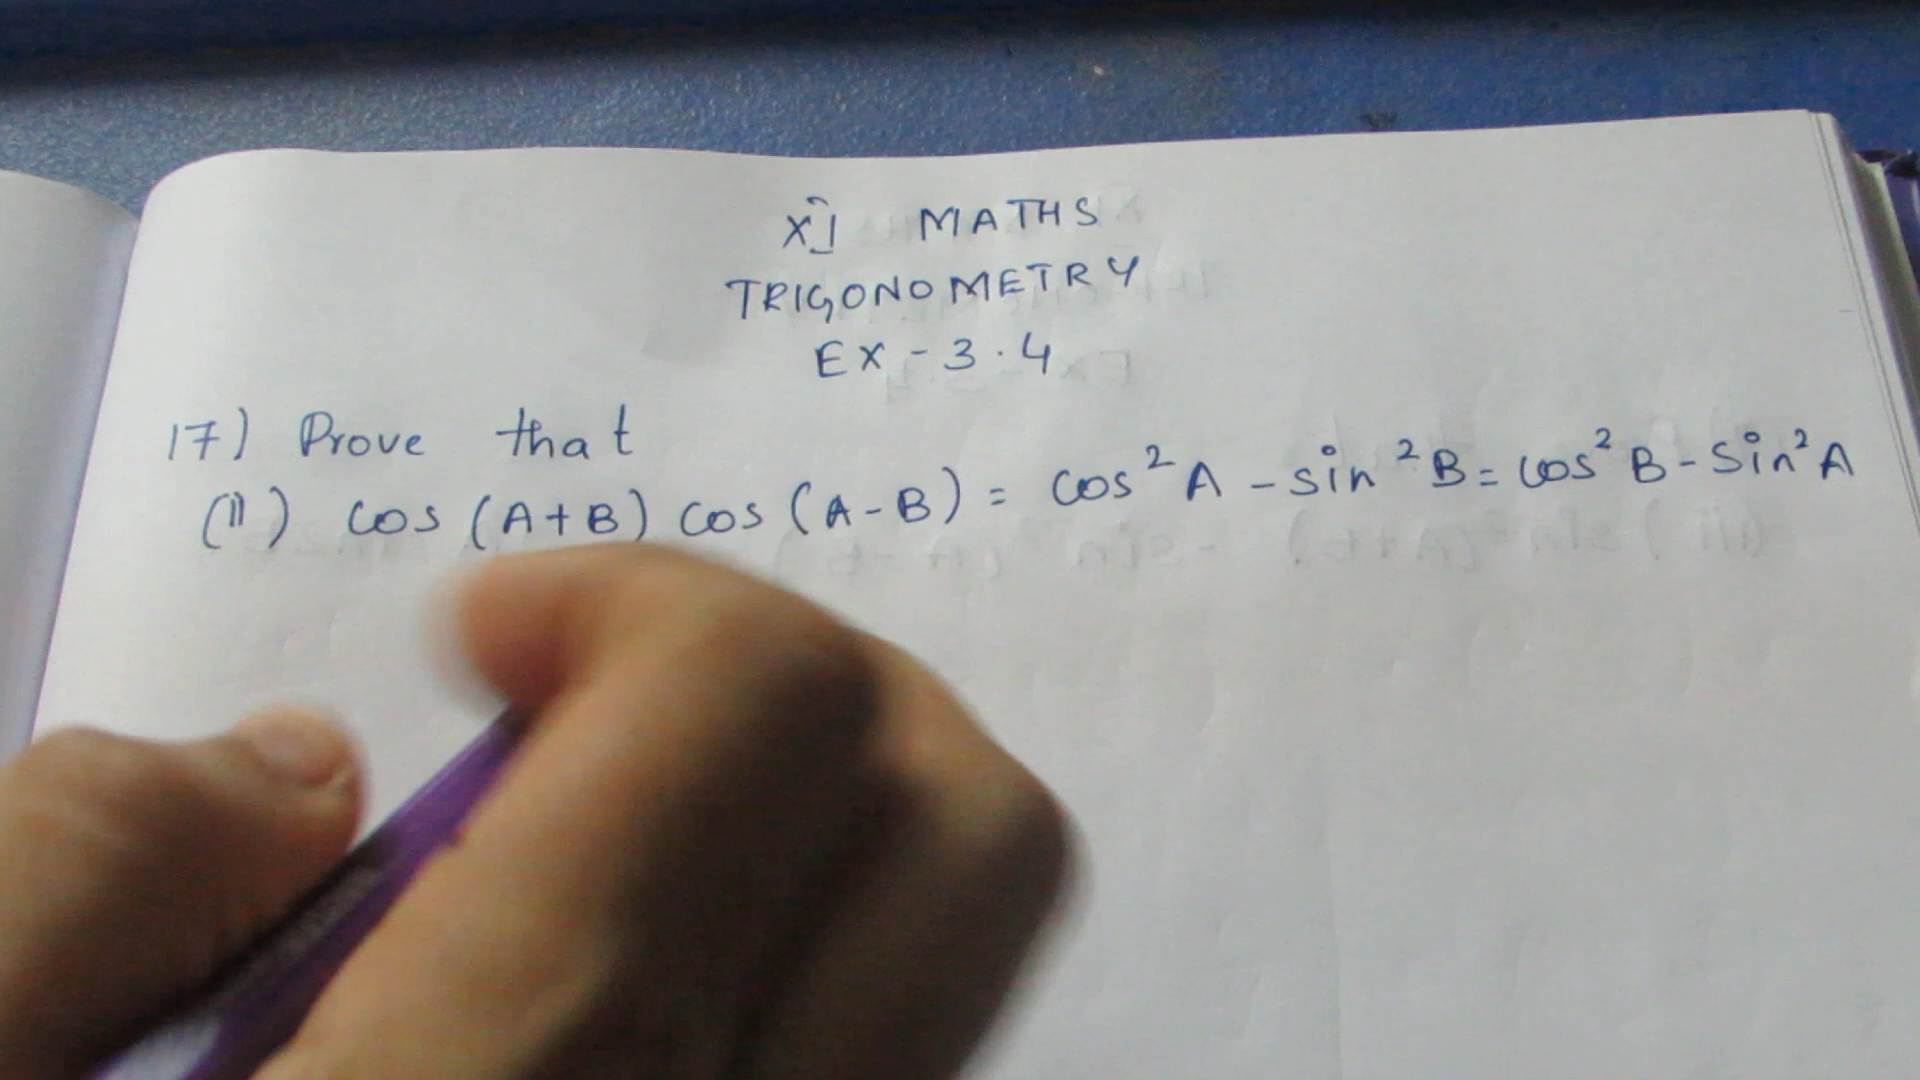 XI MATHS
TRIGONOMETRY
EX - 3.4
17) Prove that
(ii) cos (A+B) cos (A-B) = cos²A - sin²B = cos²B - sin²A